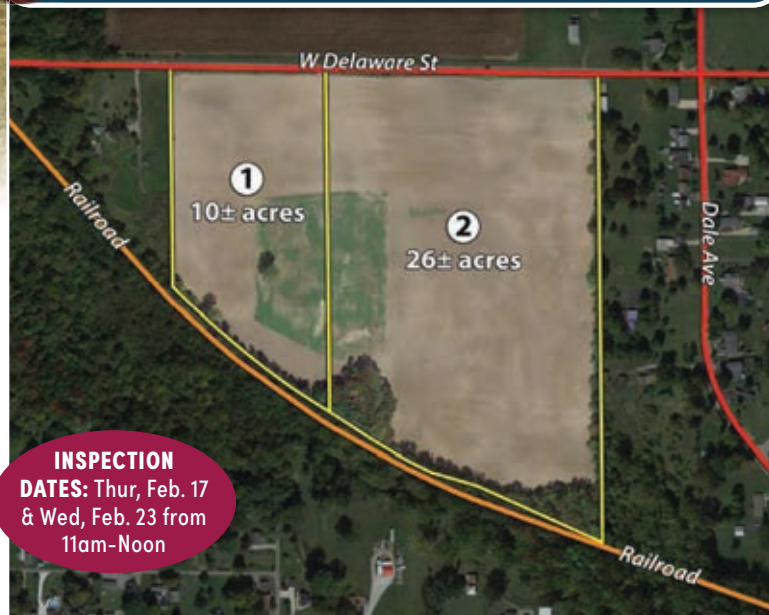 W Delaware St
1
10± acres
2
26± acres
Railroad
Dale Ave
INSPECTION
DATES: Thur, Feb. 17
& Wed, Feb. 23 from
11am-Noon
Railroad